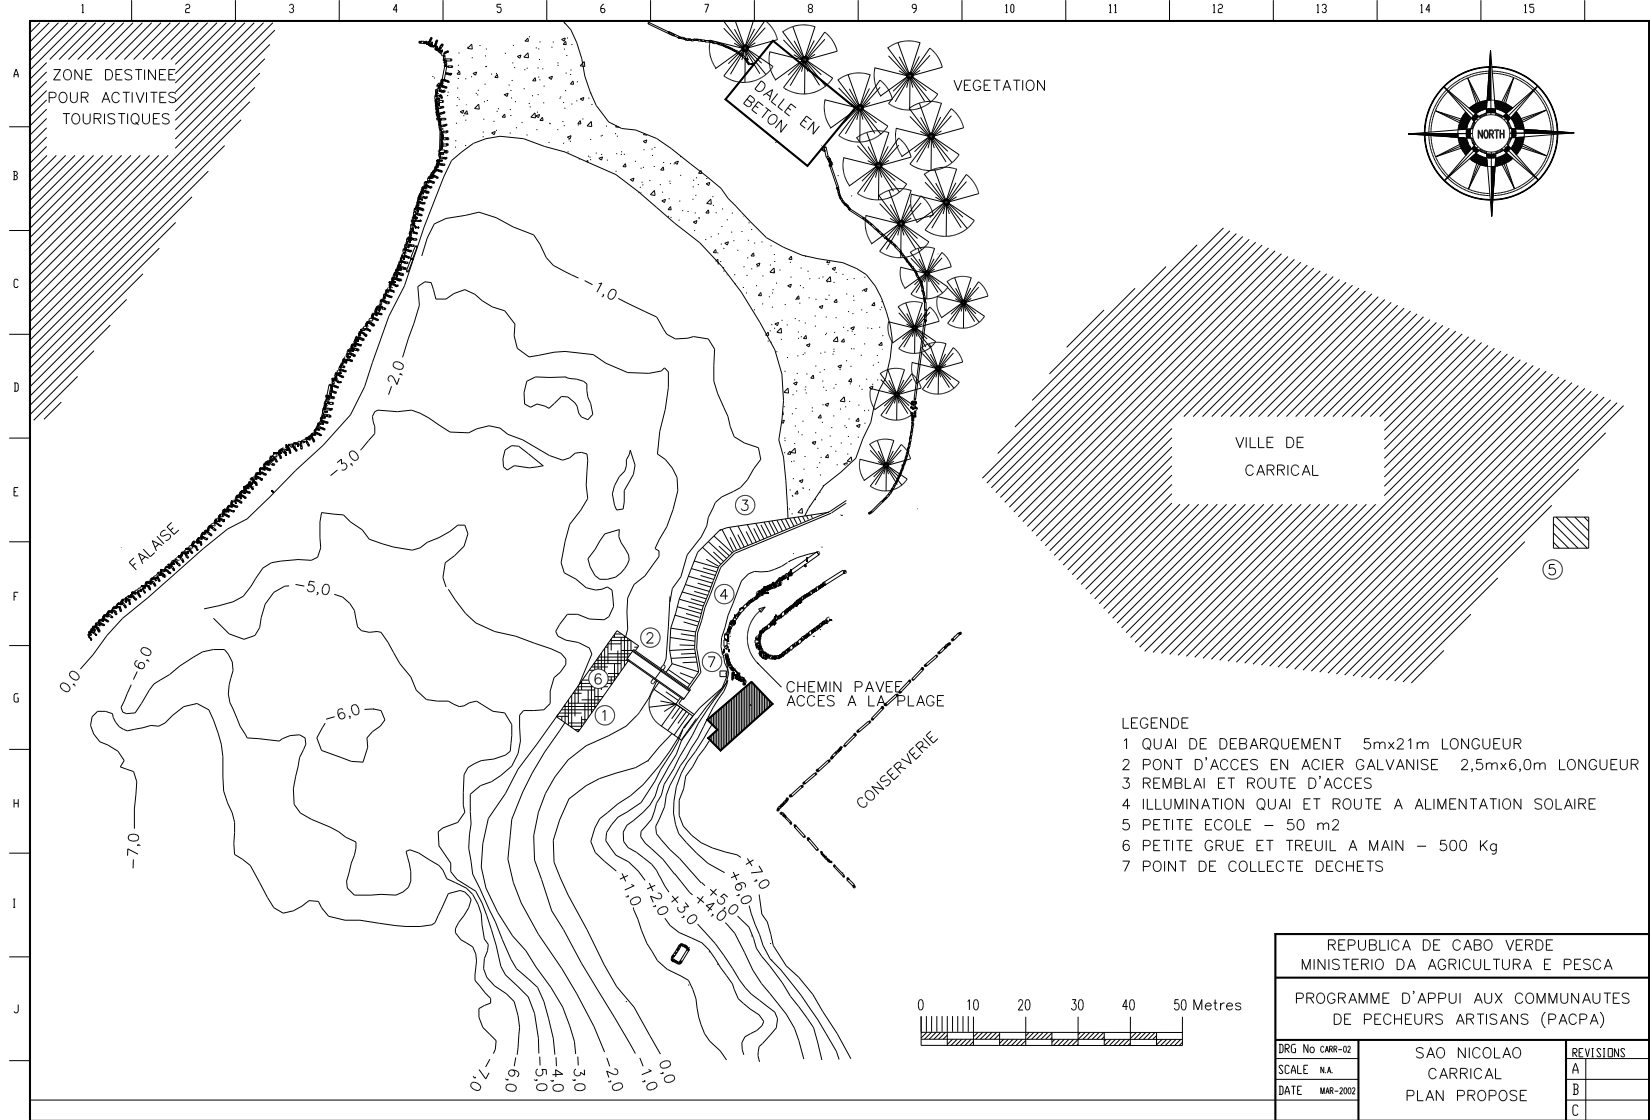 1 2 3 4 5 6 7 8 9 10 11 12 13 14 15
A
B
C
D
E
F
G
H
I
J
ZONE DESTINEE
POUR ACTIVITES
TOURISTIQUES
DALLE EN
BETON
VEGETATION
NORTH
-1,0
-2,0
-3,0
FALAISE
-5,0
0,0
-6,0
-6,0
-7,0
VILLE DE
CARRICAL
3
4
2
7
6
1
5
CHEMIN PAVEE
ACCES A LA PLAGE
CONSERVERIE
LEGENDE
1 QUAI DE DEBARQUEMENT 5mx21m LONGUEUR
2 PONT D'ACCES EN ACIER GALVANISE 2,5mx6,0m LONGUEUR
3 REMBLAI ET ROUTE D'ACCES
4 ILLUMINATION QUAI ET ROUTE A ALIMENTATION SOLAIRE
5 PETITE ECOLE – 50 m2
6 PETITE GRUE ET TREUIL A MAIN – 500 Kg
7 POINT DE COLLECTE DECHETS
+1,0
+2,0
+3,0
+4,0
+5,0
+6,0
+7,0
-7,0
-6,0
-5,0
-4,0
-3,0
-2,0
-1,0
0,0
0 10 20 30 40 50 Metres
REPUBLICA DE CABO VERDE
MINISTERIO DA AGRICULTURA E PESCA
PROGRAMME D'APPUI AUX COMMUNAUTES
DE PECHEURS ARTISANS (PACPA)
DRG No CARR-02
SCALE N.A.
DATE MAR-2002
SAO NICOLAO
CARRICAL
PLAN PROPOSE
REVISIONS
A
B
C